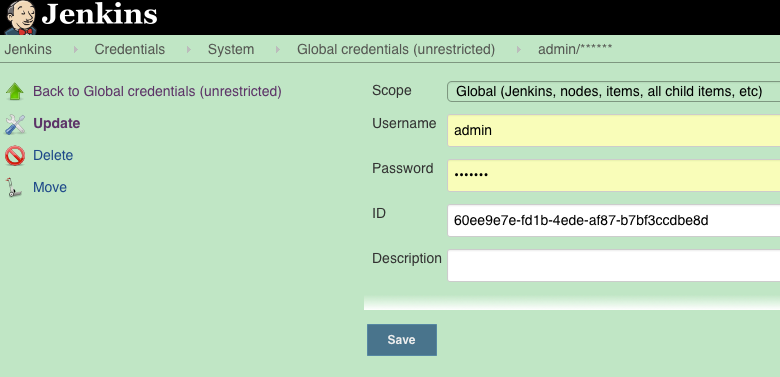 Jenkins
Jenkins Credentials System Global credentials (unrestricted) admin/******
Back to Global credentials (unrestricted)
Update
Delete
Move
Scope Global (Jenkins, nodes, items, all child items, etc)
Username admin
Password •••••••
ID 60ee9e7e-fd1b-4ede-af87-b7bf3ccdbe8d
Description
Save